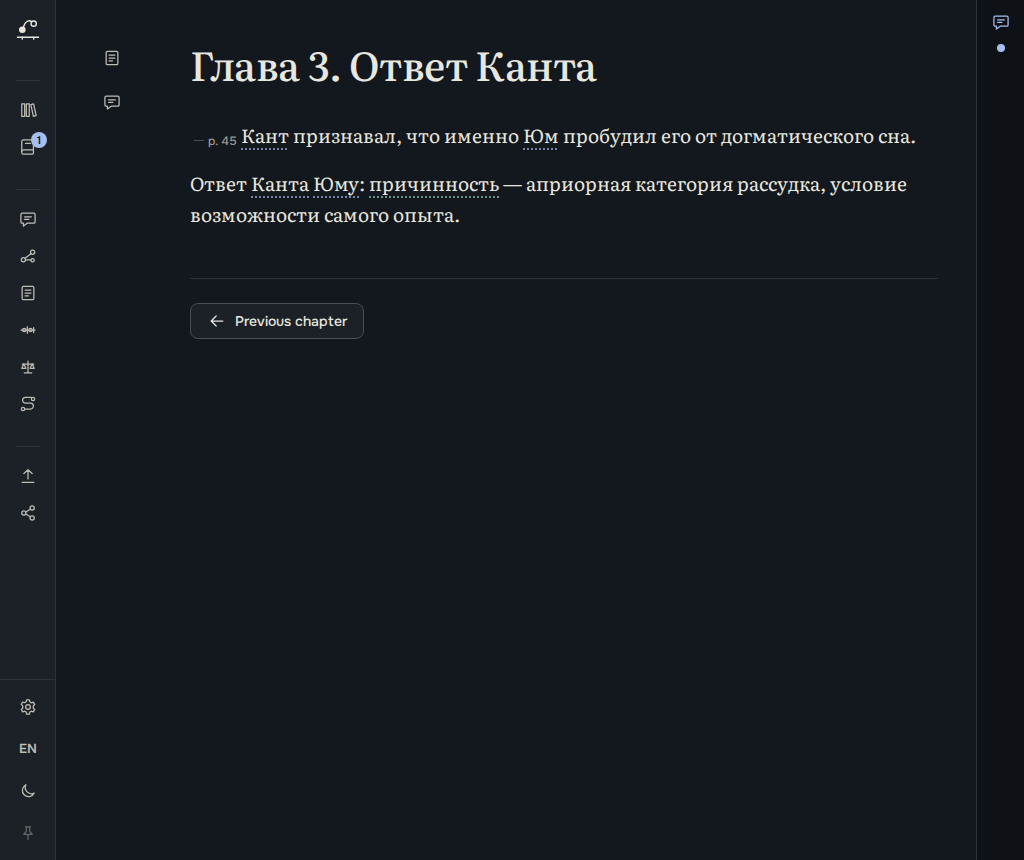 Глава 3. Ответ Канта
1
— p. 45 Кант признавал, что именно Юм пробудил его от догматического сна.
Ответ Канта Юму: причинность — априорная категория рассудка, условие
возможности самого опыта.
Previous chapter
EN